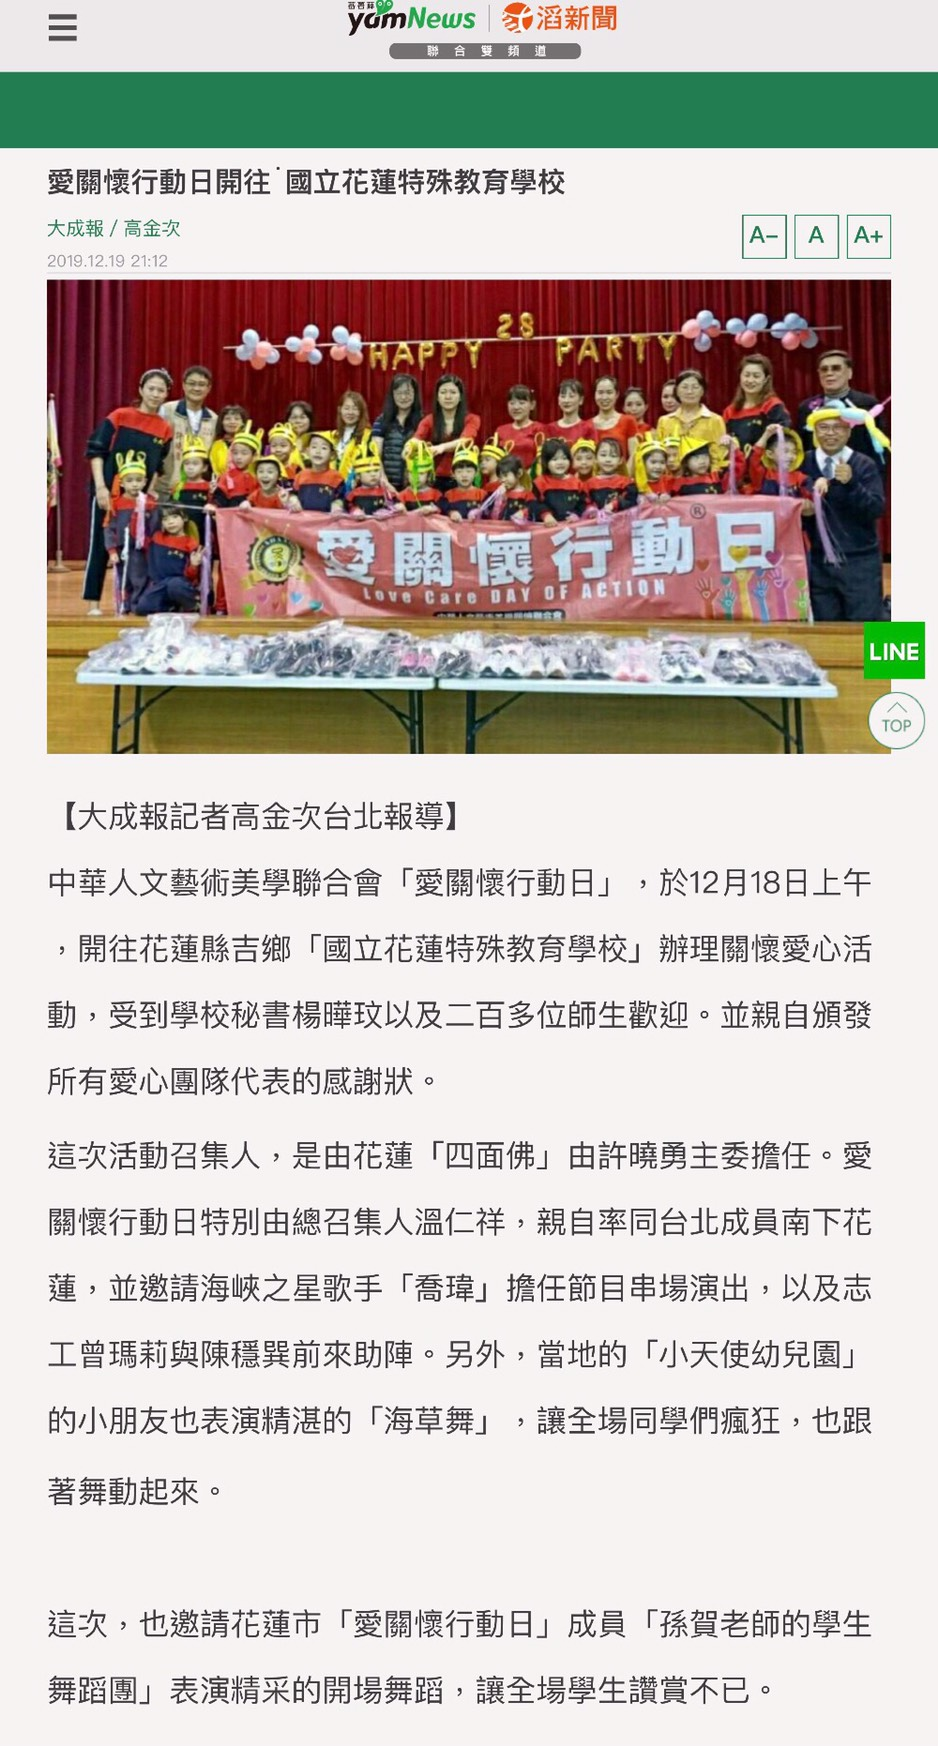 蕃薯藤
yamNews
滔新聞
聯合雙頻道
愛關懷行動日開往˙國立花蓮特殊教育學校
大成報 / 高金次
2019.12.19 21:12
A−
A
A+
28
HAPPY PARTY
愛關懷行動日®
Love Care DAY OF ACTION
LINE
TOP
【大成報記者高金次台北報導】
中華人文藝術美學聯合會「愛關懷行動日」，於12月18日上午
，開往花蓮縣吉鄉「國立花蓮特殊教育學校」辦理關懷愛心活
動，受到學校秘書楊曄玟以及二百多位師生歡迎。並親自頒發
所有愛心團隊代表的感謝狀。
這次活動召集人，是由花蓮「四面佛」由許曉勇主委擔任。愛
關懷行動日特別由總召集人溫仁祥，親自率同台北成員南下花
蓮，並邀請海峽之星歌手「喬瑋」擔任節目串場演出，以及志
工曾瑪莉與陳穩巽前來助陣。另外，當地的「小天使幼兒園」
的小朋友也表演精湛的「海草舞」，讓全場同學們瘋狂，也跟
著舞動起來。
這次，也邀請花蓮市「愛關懷行動日」成員「孫賀老師的學生
舞蹈團」表演精采的開場舞蹈，讓全場學生讚賞不已。